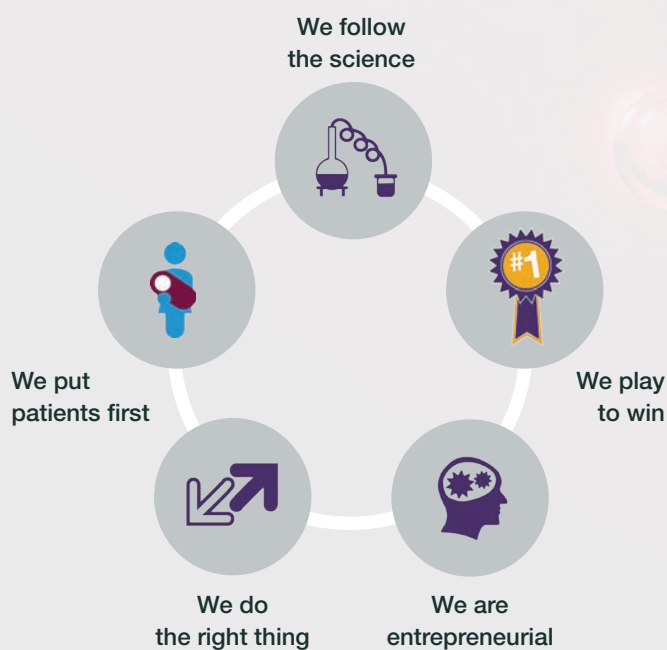 We follow
the science
#1
We put
patients first
We play
to win
We do
the right thing
We are
entrepreneurial